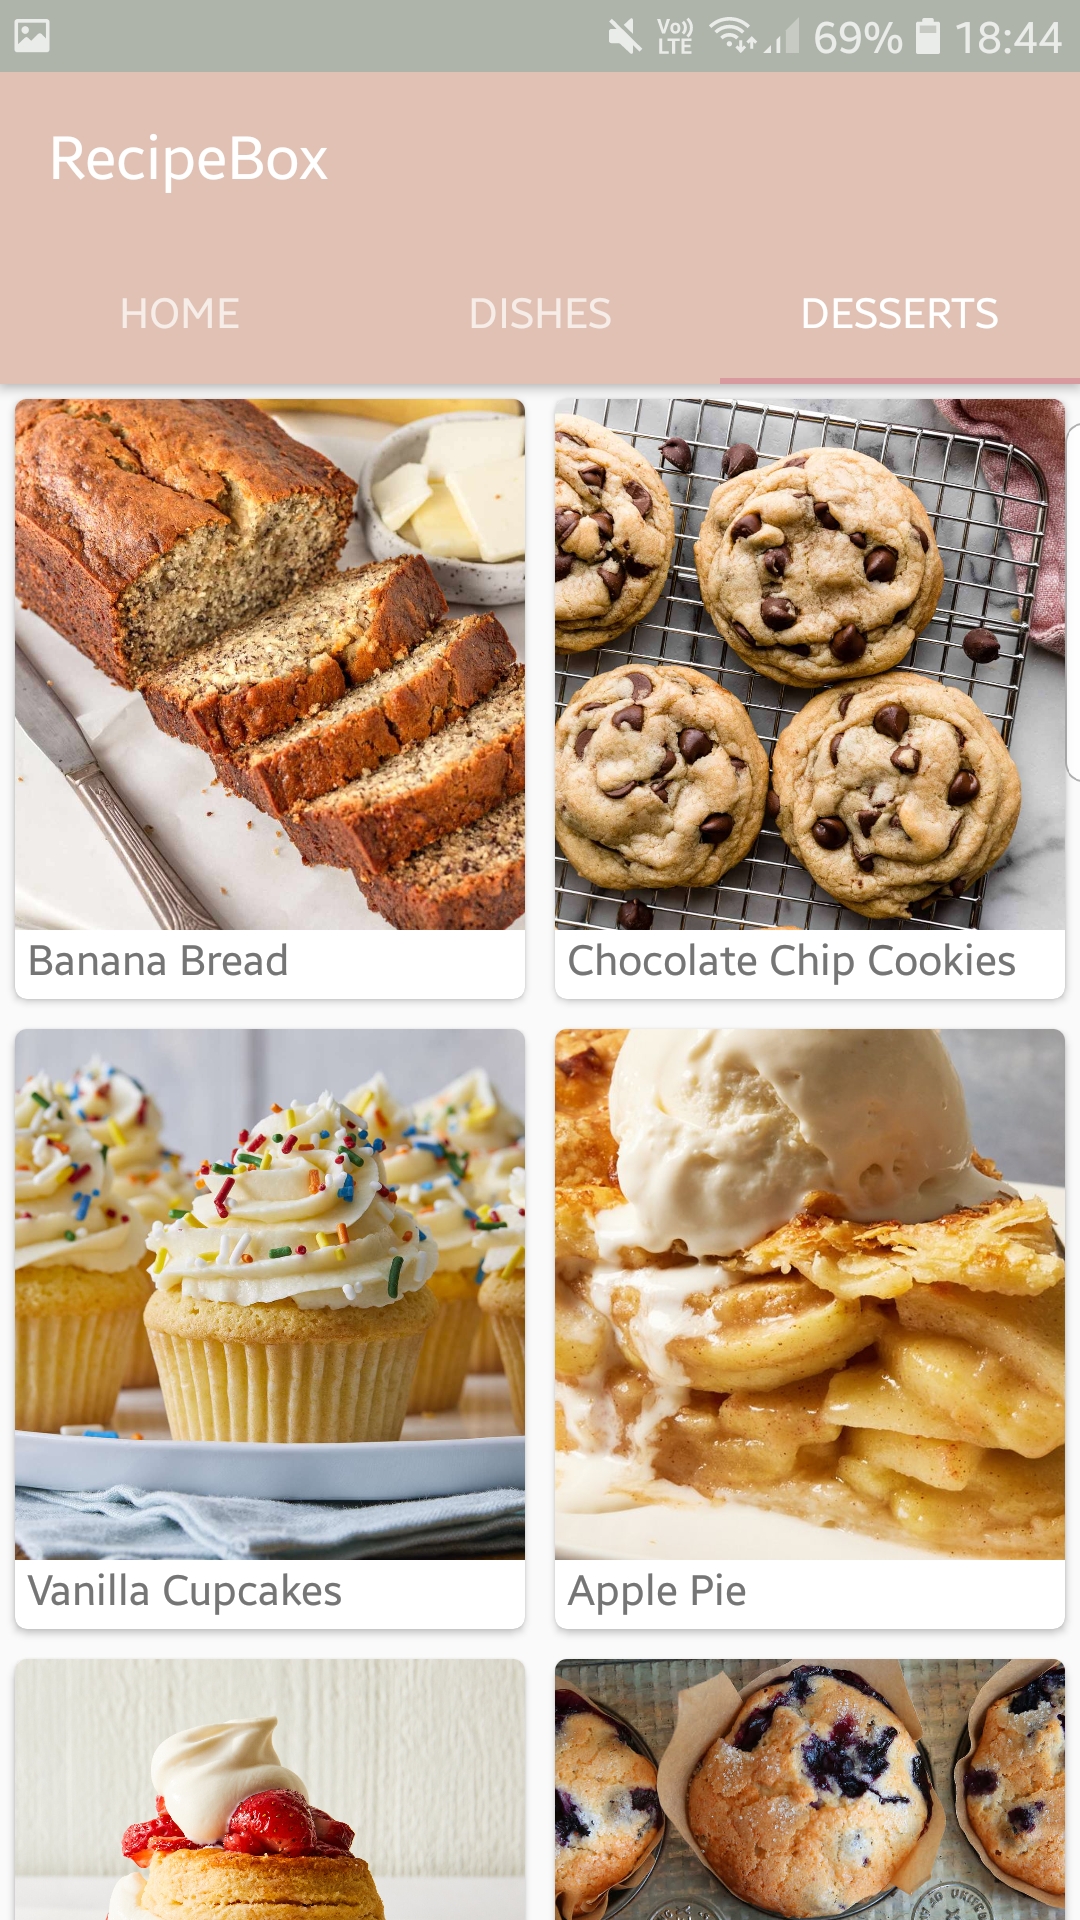 Vo)) LTE 69% 18:44
RecipeBox
HOME DISHES DESSERTS
Banana Bread
Chocolate Chip Cookies
Vanilla Cupcakes
Apple Pie